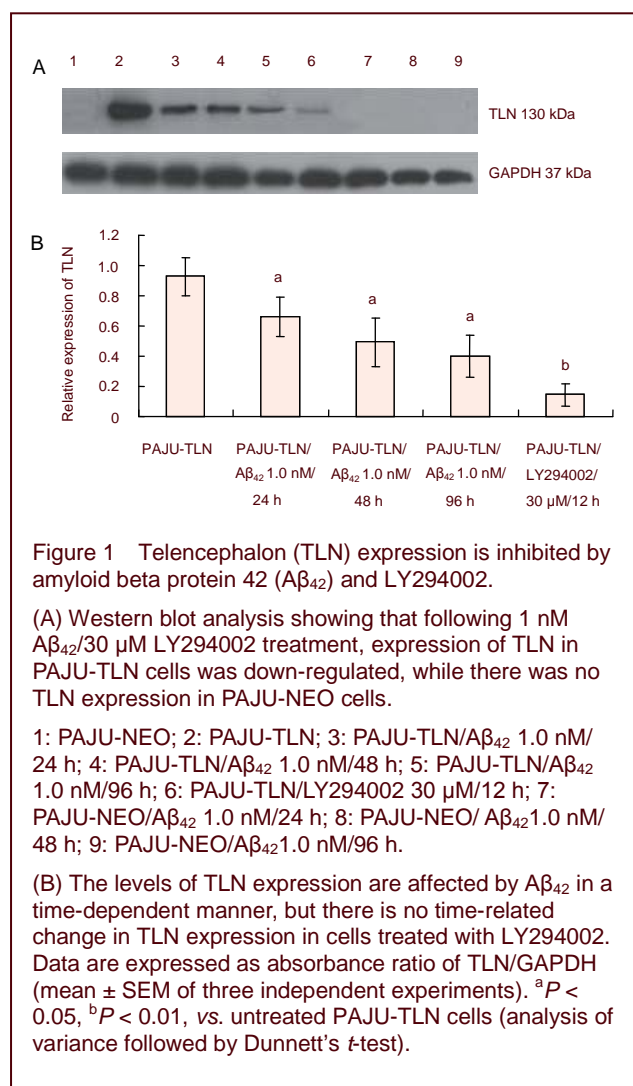 A
1 2 3 4 5 6 7 8 9
TLN 130 kDa
GAPDH 37 kDa
B
Relative expression of TLN
1.2
1.0
0.8
0.6
0.4
0.2
0
a
a
a
b
PAJU-TLN
PAJU-TLN/
Aβ₄₂ 1.0 nM/
24 h
PAJU-TLN/
Aβ₄₂ 1.0 nM/
48 h
PAJU-TLN/
Aβ₄₂ 1.0 nM/
96 h
PAJU-TLN/
LY294002/
30 µM/12 h
Figure 1 Telencephalon (TLN) expression is inhibited by
amyloid beta protein 42 (Aβ₄₂) and LY294002.
(A) Western blot analysis showing that following 1 nM
Aβ₄₂/30 µM LY294002 treatment, expression of TLN in
PAJU-TLN cells was down-regulated, while there was no
TLN expression in PAJU-NEO cells.
1: PAJU-NEO; 2: PAJU-TLN; 3: PAJU-TLN/Aβ₄₂ 1.0 nM/
24 h; 4: PAJU-TLN/Aβ₄₂ 1.0 nM/48 h; 5: PAJU-TLN/Aβ₄₂
1.0 nM/96 h; 6: PAJU-TLN/LY294002 30 µM/12 h; 7:
PAJU-NEO/Aβ₄₂ 1.0 nM/24 h; 8: PAJU-NEO/ Aβ₄₂1.0 nM/
48 h; 9: PAJU-NEO/Aβ₄₂1.0 nM/96 h.
(B) The levels of TLN expression are affected by Aβ₄₂ in a
time-dependent manner, but there is no time-related
change in TLN expression in cells treated with LY294002.
Data are expressed as absorbance ratio of TLN/GAPDH
(mean ± SEM of three independent experiments). ᵃP <
0.05, ᵇP < 0.01, vs. untreated PAJU-TLN cells (analysis of
variance followed by Dunnett's t-test).